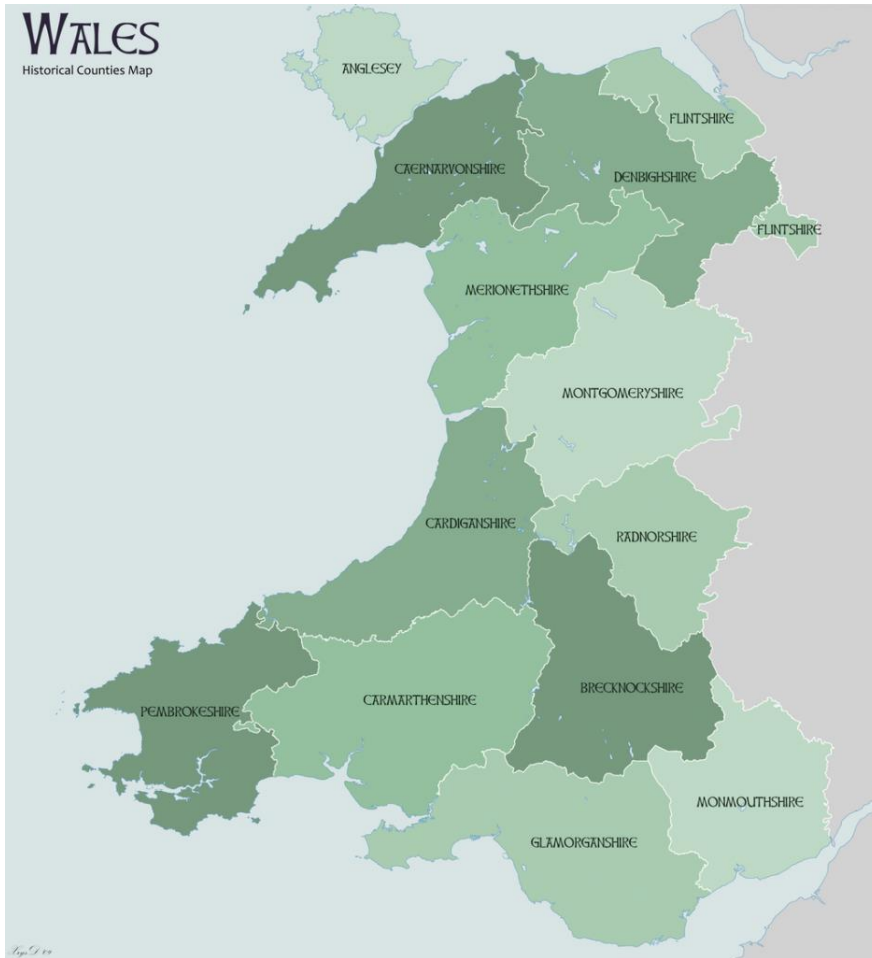 WALES
Historical Counties Map
ANGLESEY
FLINTSHIRE
CAERNARVONSHIRE
DENBIGHSHIRE
FLINTSHIRE
MERIONETHSHIRE
MONTGOMERYSHIRE
CARDIGANSHIRE
RADNORSHIRE
BRECKNOCKSHIRE
CARMARTHENSHIRE
PEMBROKESHIRE
MONMOUTHSHIRE
GLAMORGANSHIRE